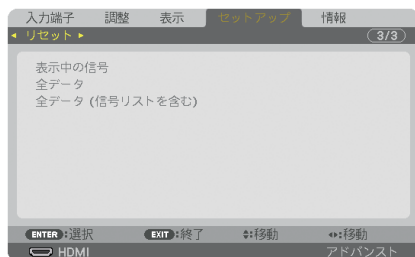 入力端子 調整 表示 セットアップ 情報
リセット 3/3
表示中の信号
全データ
全データ (信号リストを含む)
ENTER :選択 EXIT :終了 :移動 :移動
HDMI アドバンスト